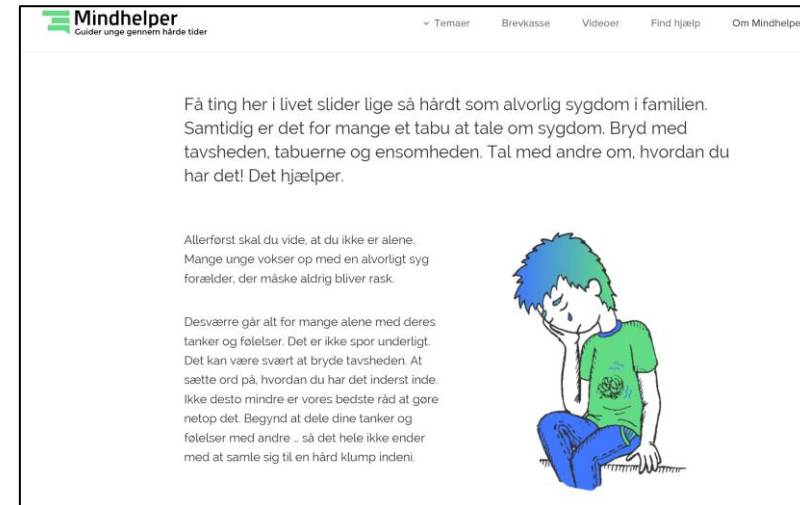 Mindhelper
Guider unge gennem hårde tider
Temaer
Brevkasse
Videoer
Find hjælp
Om Mindhelpe
Få ting her i livet slider lige så hårdt som alvorlig sygdom i familien.
Samtidig er det for mange et tabu at tale om sygdom. Bryd med
tavsheden, tabuerne og ensomheden. Tal med andre om, hvordan du
har det! Det hjælper.
Allerførst skal du vide, at du ikke er alene.
Mange unge vokser op med en alvorligt syg
forælder, der måske aldrig bliver rask.
Desværre går alt for mange alene med deres
tanker og følelser. Det er ikke spor underligt.
Det kan være svært at bryde tavsheden. At
sætte ord på, hvordan du har det inderst inde.
Ikke desto mindre er vores bedste råd at gøre
netop det. Begynd at dele dine tanker og
følelser med andre … så det hele ikke ender
med at samle sig til en hård klump indeni.